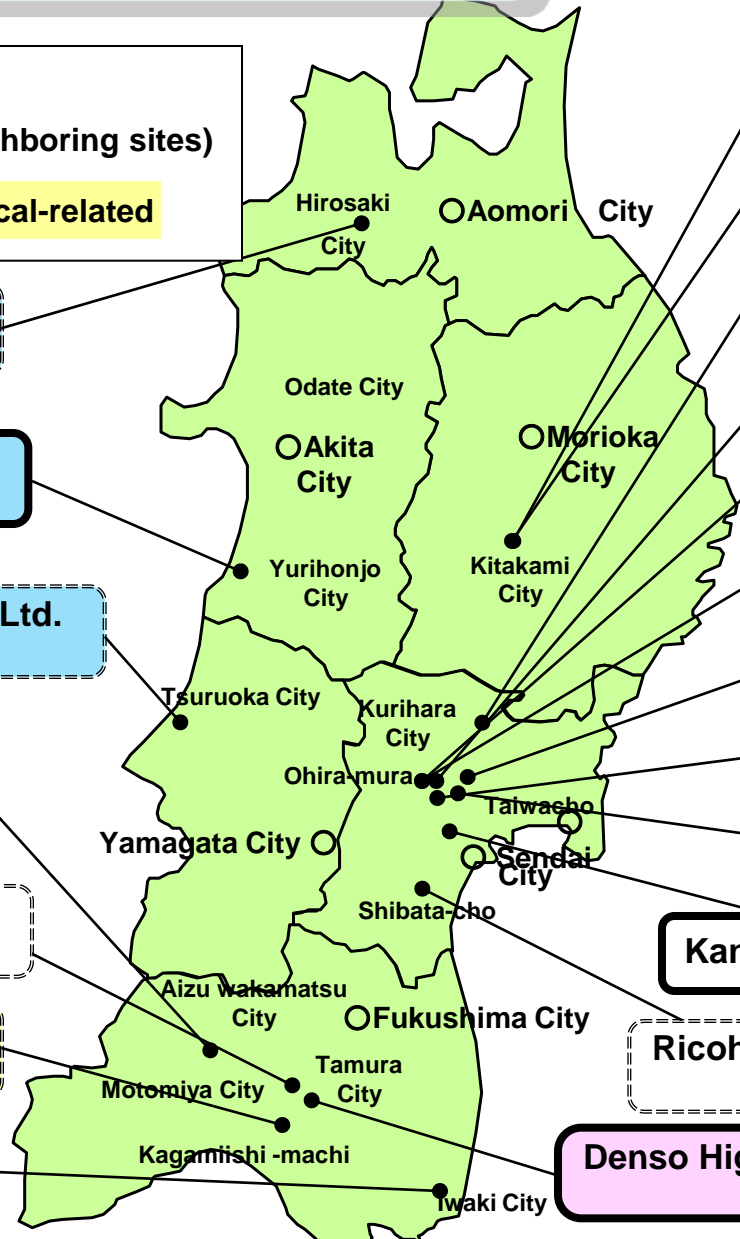 hboring sites)
cal-related
Hirosaki
City
Aomori City
Odate City
Akita
City
Morioka
City
Yurihonjo
City
Kitakami
City
Ltd.
Tsuruoka City
Kurihara
City
Ohira-mura
Taiwacho
Yamagata City
Sendai
City
Shibata-cho
Kar
Aizu wakamatsu
City
Fukushima City
Ricoh
Tamura
City
Motomiya City
Kagamiishi -machi
Denso Hig
Iwaki City